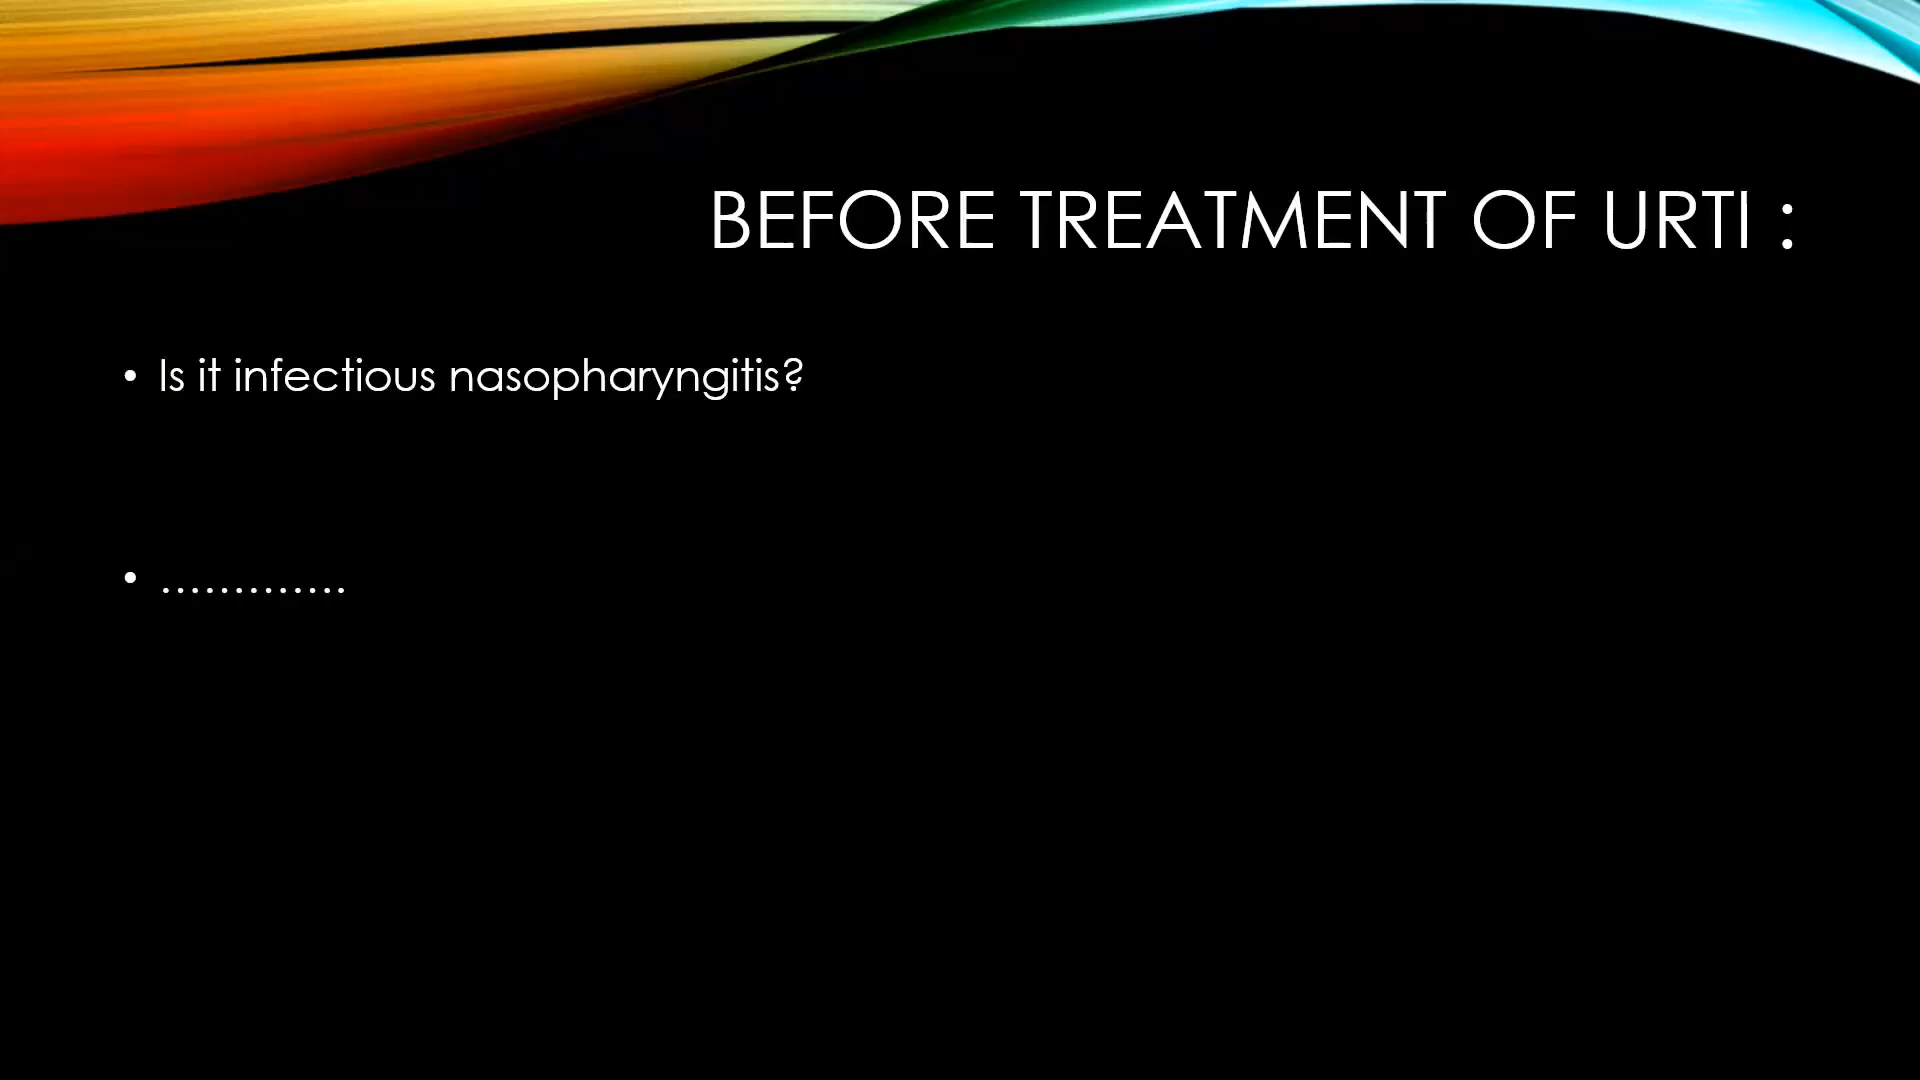 BEFORE TREATMENT OF URTI :
• Is it infectious nasopharyngitis?
• .............